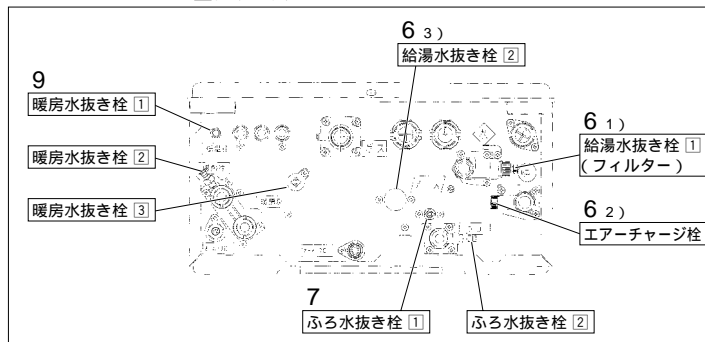 6 3)
給湯水抜き栓 2
9
暖房水抜き栓 1
6 1)
給湯水抜き栓 1
(フィルター)
暖房水抜き栓 2
暖房水抜き栓 3
6 2)
エアーチャージ栓
7
ふろ水抜き栓 1
ふろ水抜き栓 2